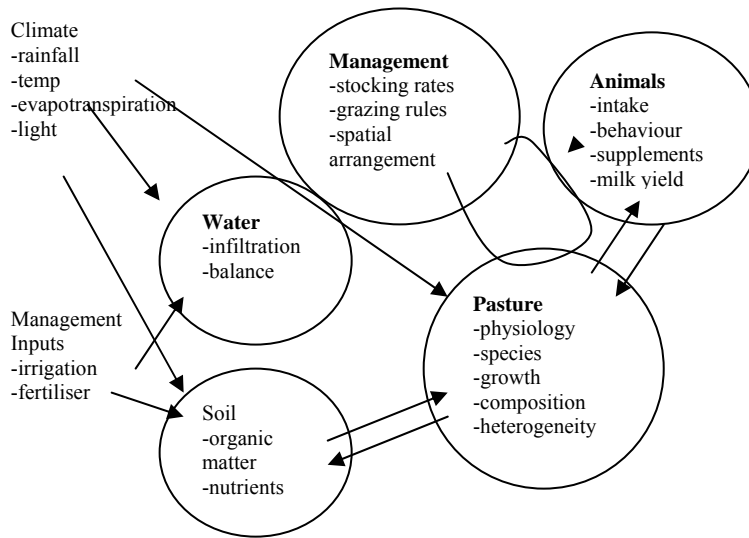 Climate
-rainfall
-temp
-evapotranspiration
-light
Management
-stocking rates
-grazing rules
-spatial
arrangement
Animals
-intake
-behaviour
-supplements
-milk yield
Water
-infiltration
-balance
Management
Inputs
-irrigation
-fertiliser
Pasture
-physiology
-species
-growth
-composition
-heterogeneity
Soil
-organic
matter
-nutrients